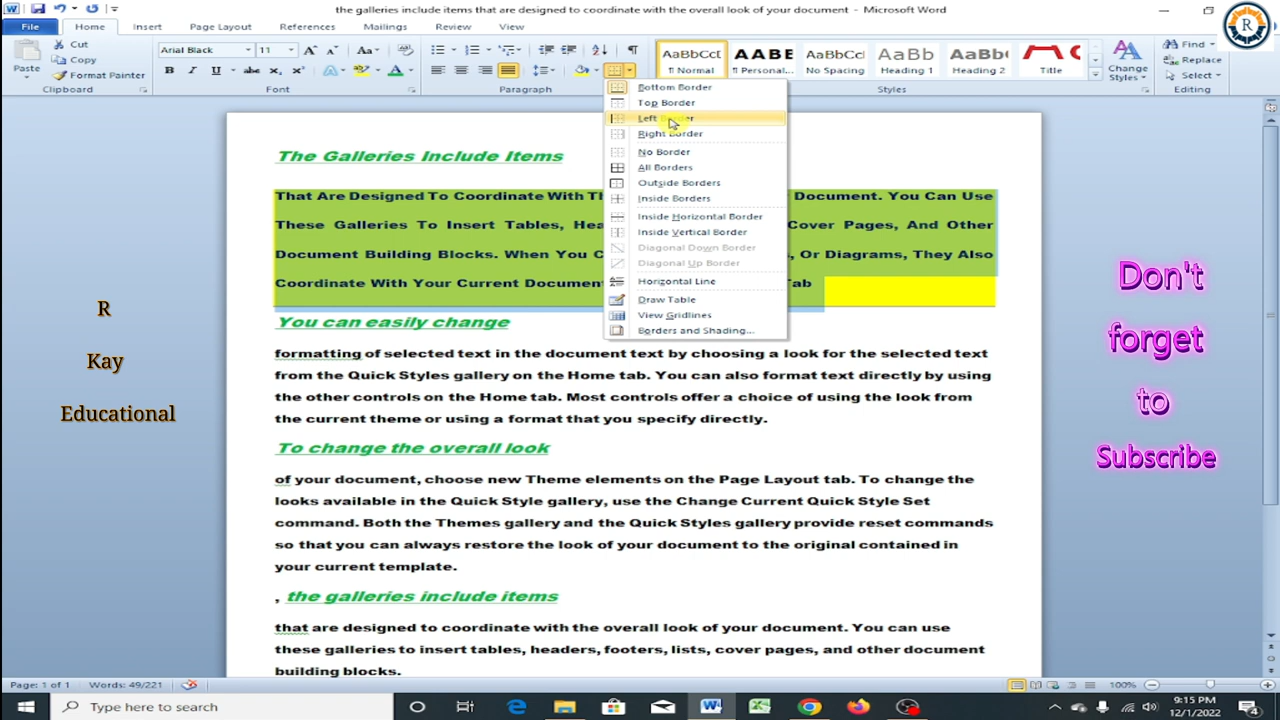 the galleries include items that are designed to coordinate with the overall look of your document - Microsoft Word
File Home Insert Page Layout References Mailings Review View
Paste
Cut
Copy
Format Painter
Clipboard
Arial Black 11
Font
Paragraph
AaBbCcD AABE AaBbCcI AaBb AABBC
¶ Normal ¶ Personal... No Spacing Heading 1 Heading 2 Title
Change Styles
Styles
Find
Replace
Select
Editing
R
Bottom Border
Top Border
Left Border
Right Border
No Border
All Borders
Outside Borders
Inside Borders
Inside Horizontal Border
Inside Vertical Border
Diagonal Down Border
Diagonal Up Border
Horizontal Line
Draw Table
View Gridlines
Borders and Shading...
The Galleries Include Items
That Are Designed To Coordinate With Document. You Can Use
These Galleries To Insert Tables, Cover Pages, And Other
Document Building Blocks. When You Or Diagrams, They Also
Coordinate With Your Current
You can easily change
formatting of selected text in the document text by choosing a look for the selected text
from the Quick Styles gallery on the Home tab. You can also format text directly by using
the other controls on the Home tab. Most controls offer a choice of using the look from
the current theme or using a format that you specify directly.
To change the overall look
of your document, choose new Theme elements on the Page Layout tab. To change the
looks available in the Quick Style gallery, use the Change Current Quick Style Set
command. Both the Themes gallery and the Quick Styles gallery provide reset commands
so that you can always restore the look of your document to the original contained in
your current template.
, the galleries include items
that are designed to coordinate with the overall look of your document. You can use
these galleries to insert tables, headers, footers, lists, cover pages, and other document
building blocks.
R
Kay
Educational
Don't
forget
to
Subscribe
Page: 1 of 1 Words: 49/221 100%
Type here to search
9:15 PM
12/1/2022
4